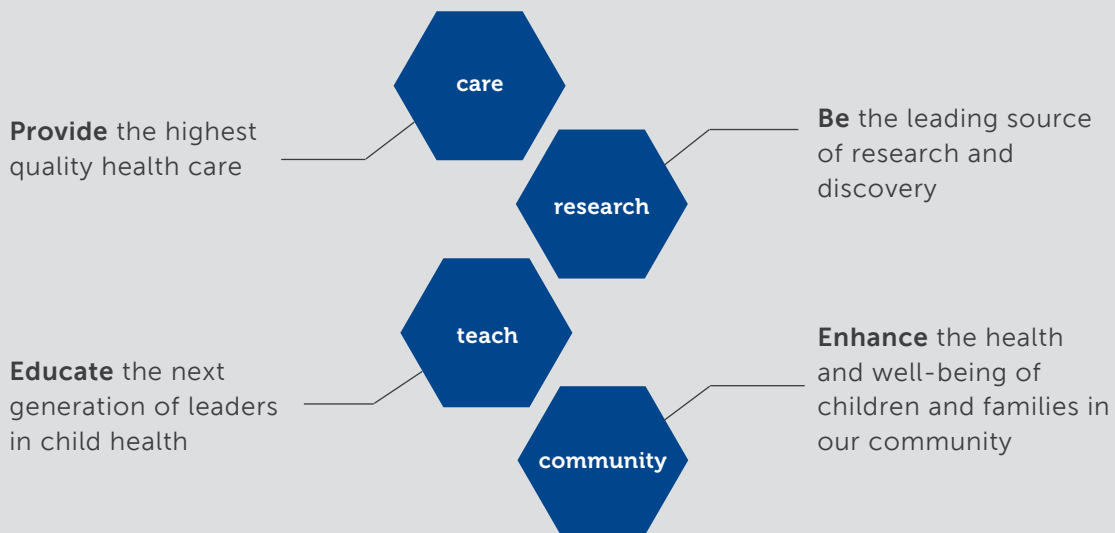 care
Provide the highest
quality health care
Be the leading source
of research and
discovery
research
teach
Educate the next
generation of leaders
in child health
Enhance the health
and well-being of
children and families in
our community
community